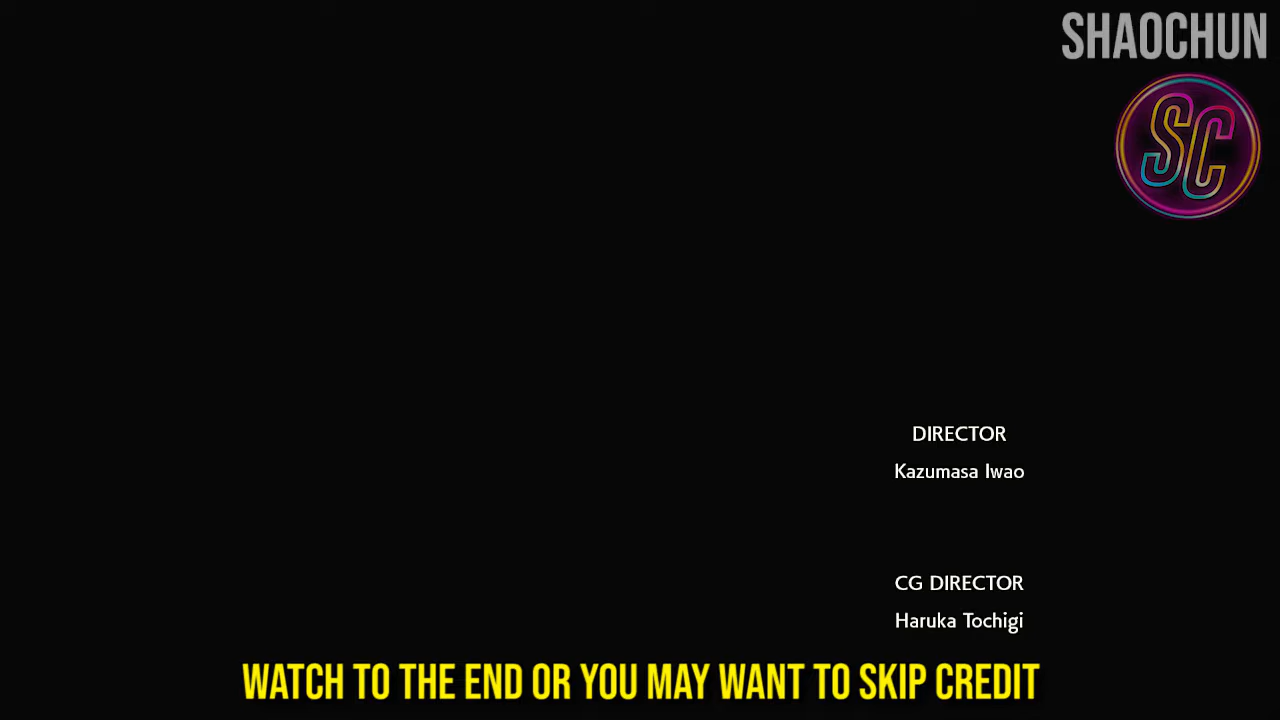 SHAOCHUN
SC
DIRECTOR
Kazumasa Iwao
CG DIRECTOR
Haruka Tochigi
WATCH TO THE END OR YOU MAY WANT TO SKIP CREDIT